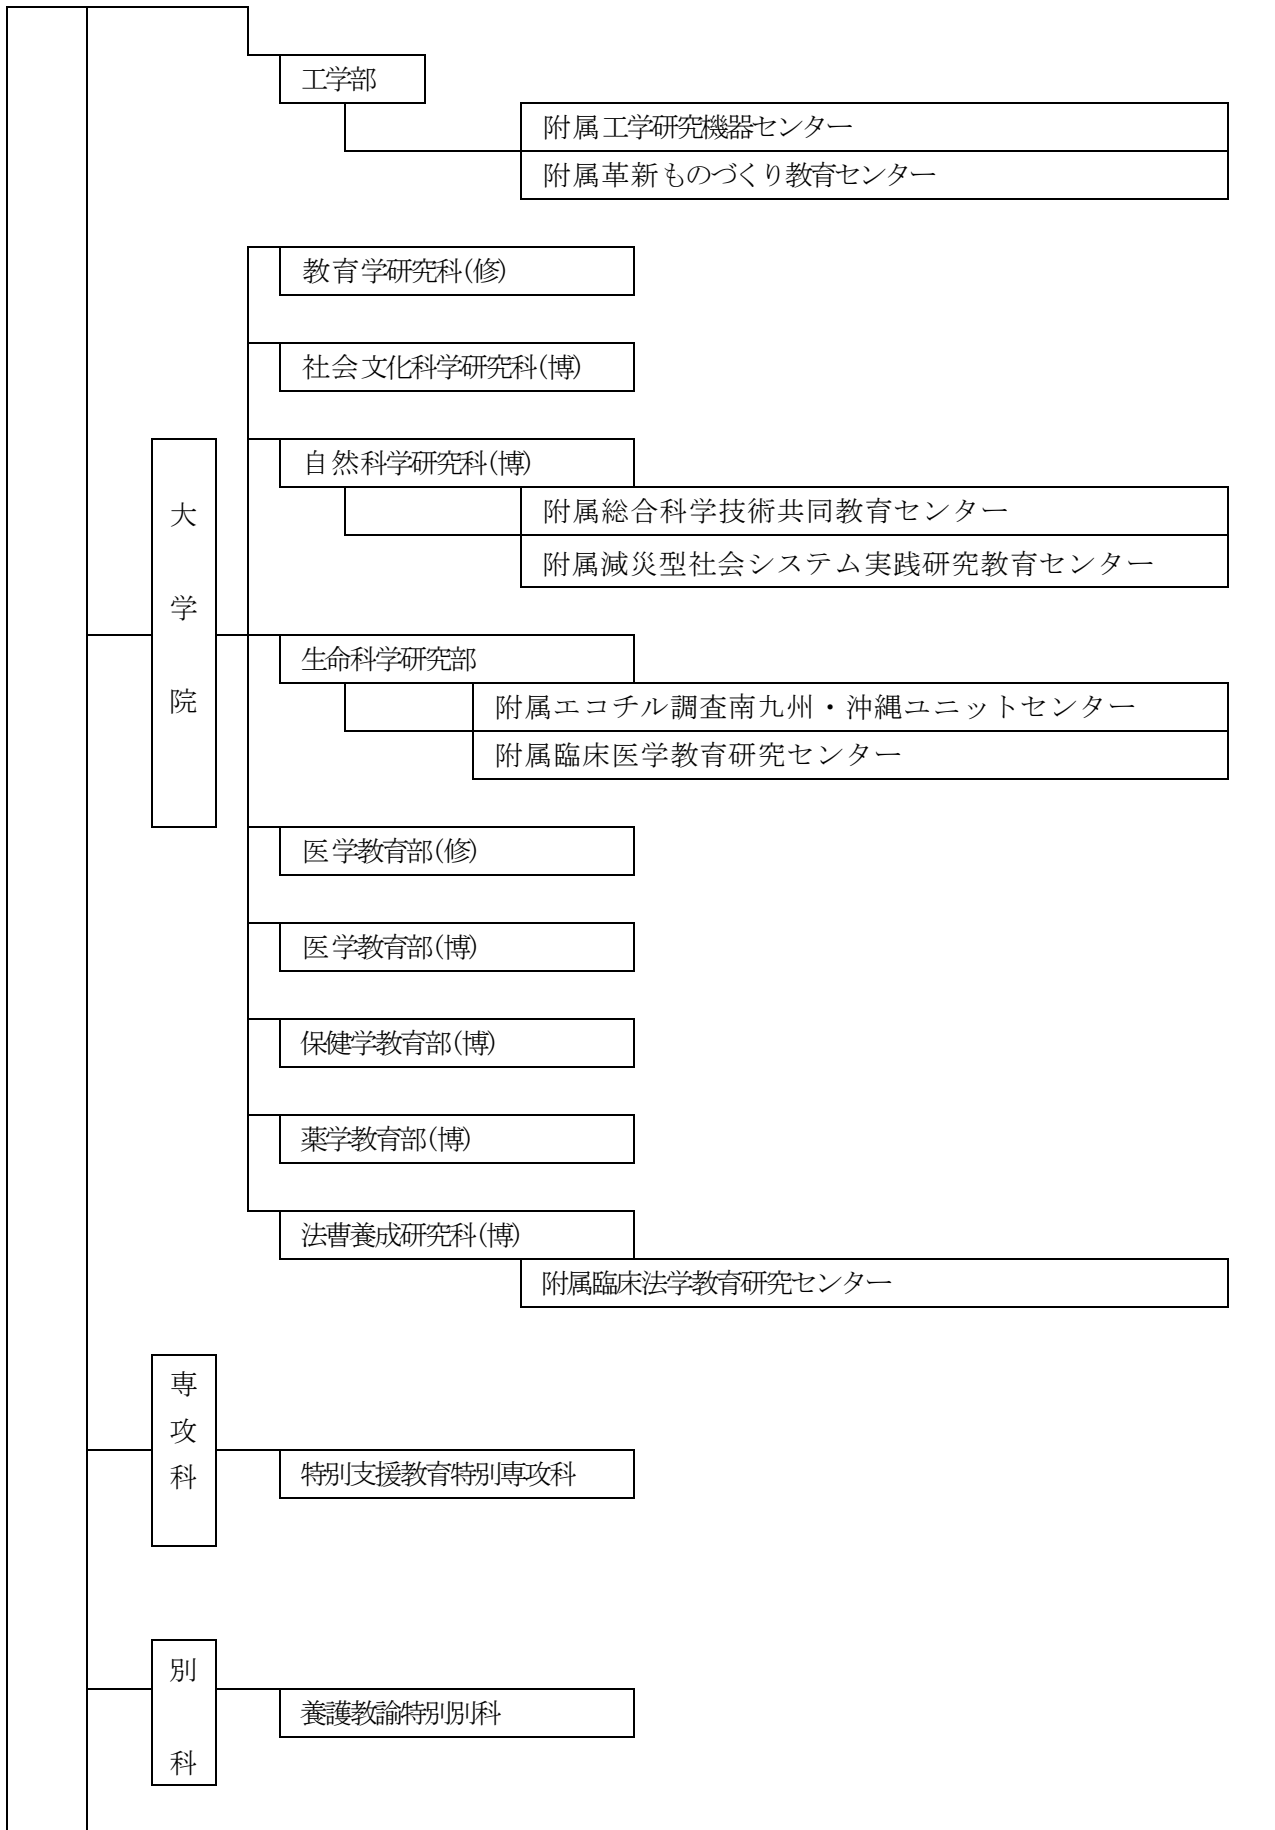 工学部
附属工学研究機器センター
附属革新ものづくり教育センター
教育学研究科(修)
社会文化科学研究科(博)
自然科学研究科(博)
附属総合科学技術共同教育センター
附属減災型社会システム実践研究教育センター
大学院
生命科学研究部
附属エコチル調査南九州・沖縄ユニットセンター
附属臨床医学教育研究センター
医学教育部(修)
医学教育部(博)
保健学教育部(博)
薬学教育部(博)
法曹養成研究科(博)
附属臨床法学教育研究センター
専攻科
特別支援教育特別専攻科
別科
養護教諭特別別科